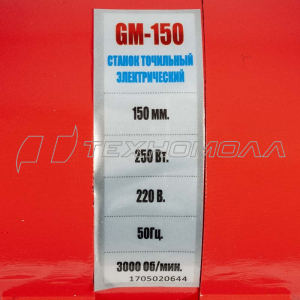 GM-150
СТАНОК ТОЧИЛЬНЫЙ
ЭЛЕКТРИЧЕСКИЙ
150 мм.
ТЕХНОМОЛЛ
250 Вт.
220 В.
50Гц.
3000 Об/мин.
1705020644